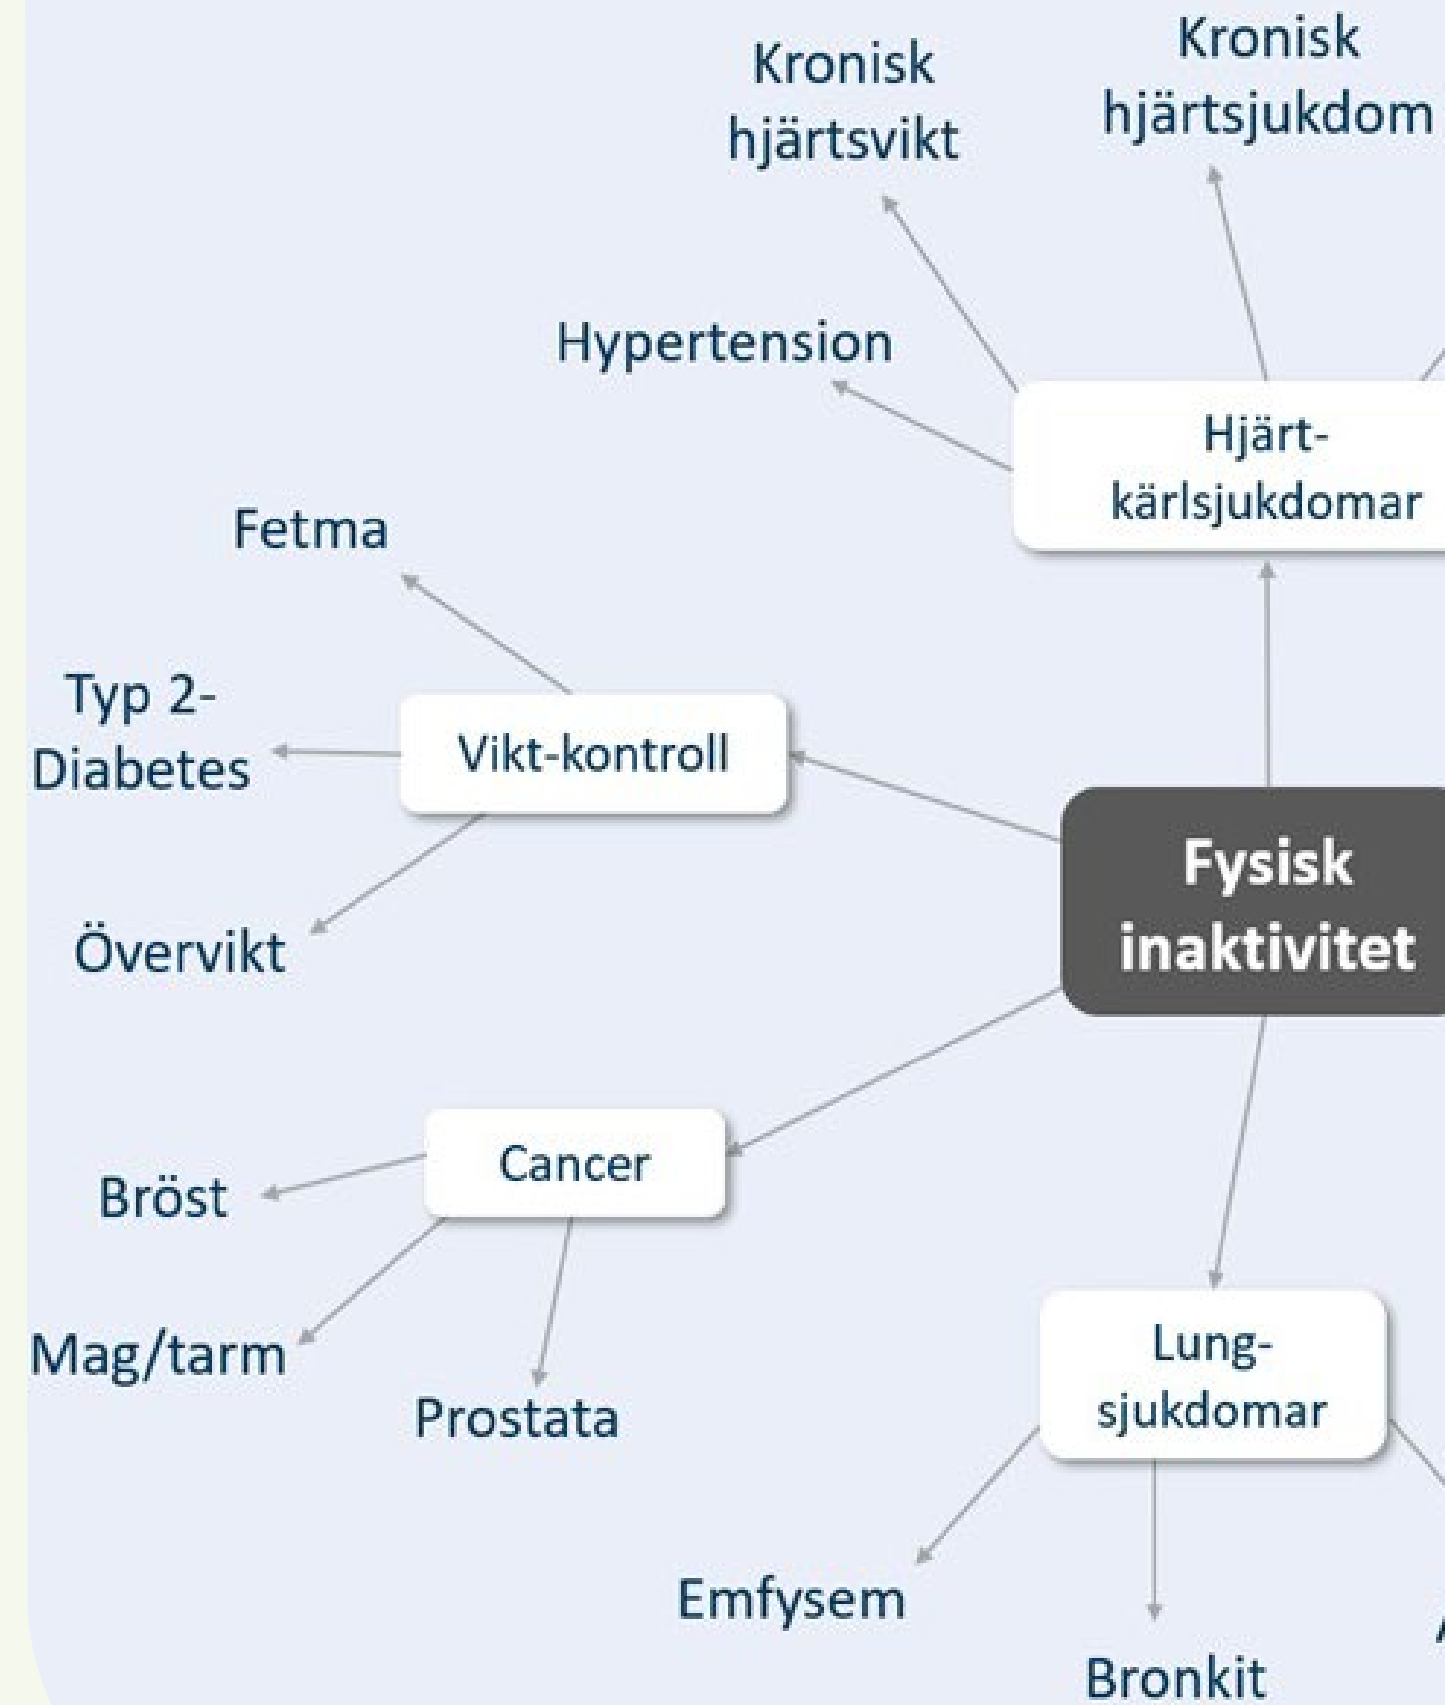 Kronisk
hjärtsvikt
Kronisk
hjärtsjukdom
Hypertension
Hjärt-
kärlsjukdomar
Fetma
Typ 2-
Diabetes
Vikt-kontroll
Övervikt
Fysisk
inaktivitet
Cancer
Bröst
Mag/tarm
Prostata
Lung-
sjukdomar
Emfysem
Bronkit